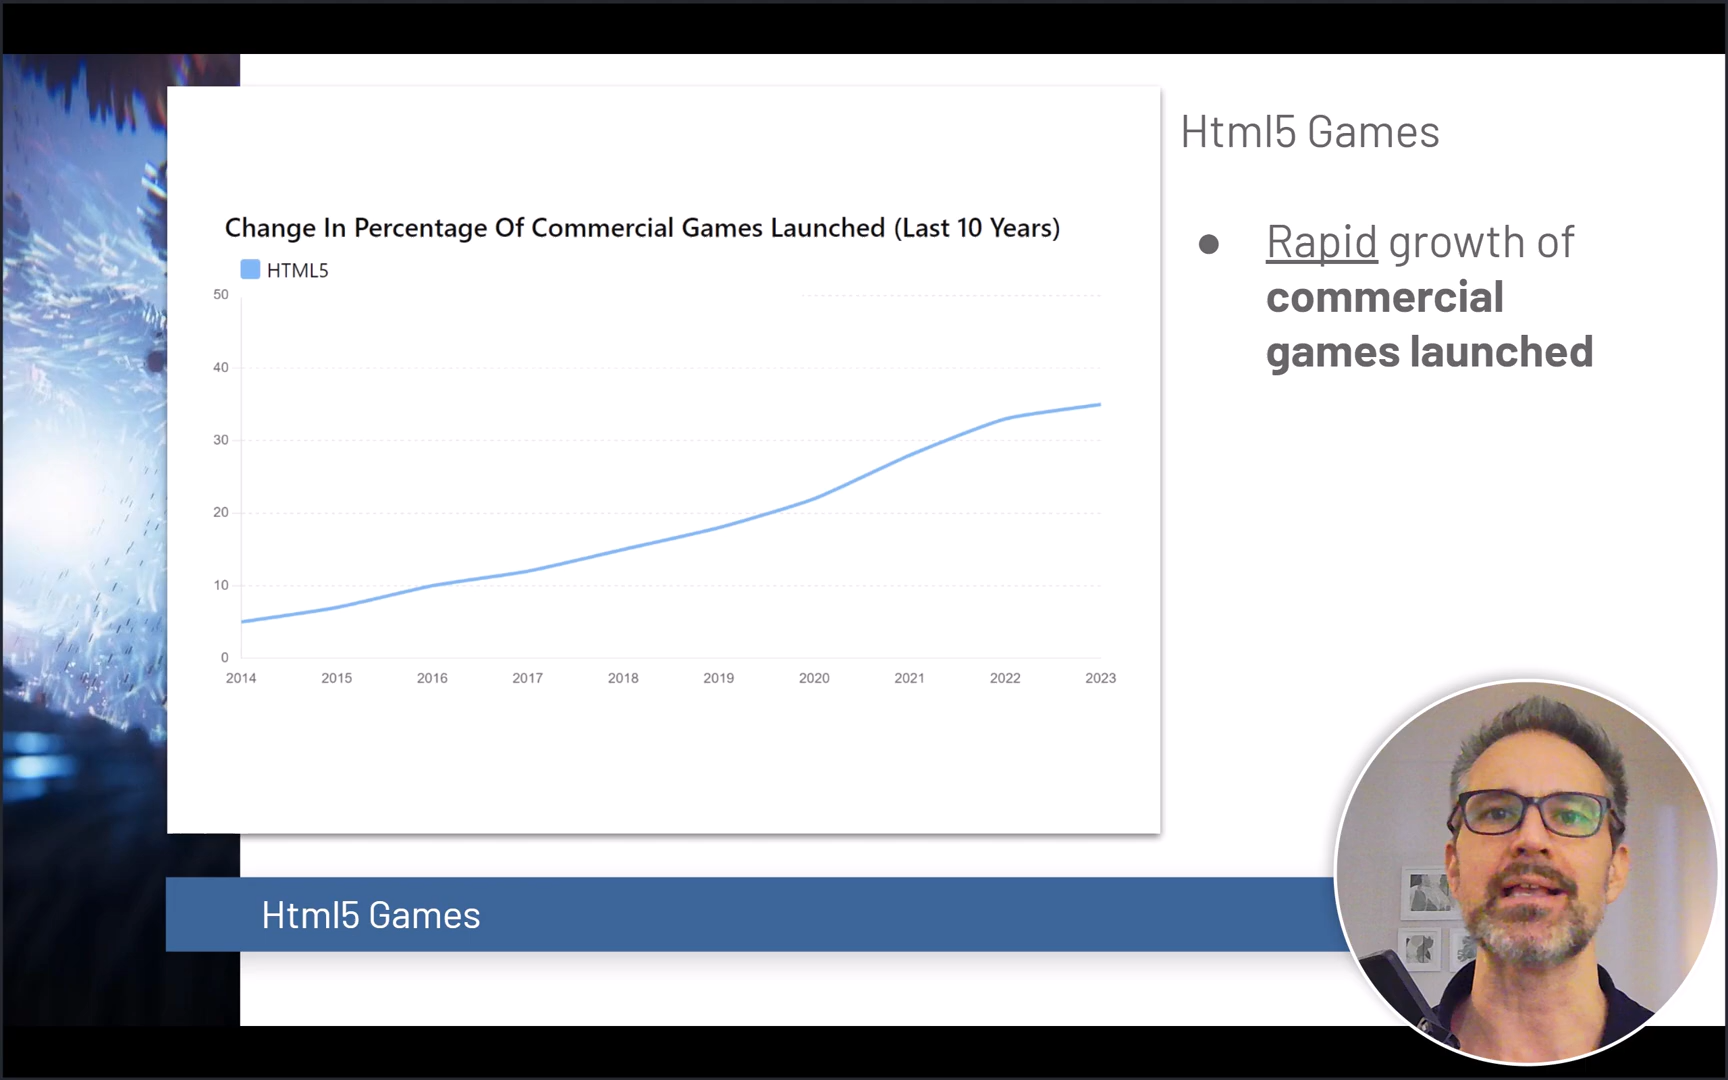 Html5 Games
Change In Percentage Of Commercial Games Launched (Last 10 Years)
HTML5
50
40
30
20
10
0
2014 2015 2016 2017 2018 2019 2020 2021 2022 2023
● Rapid growth of
commercial
games launched
Html5 Games